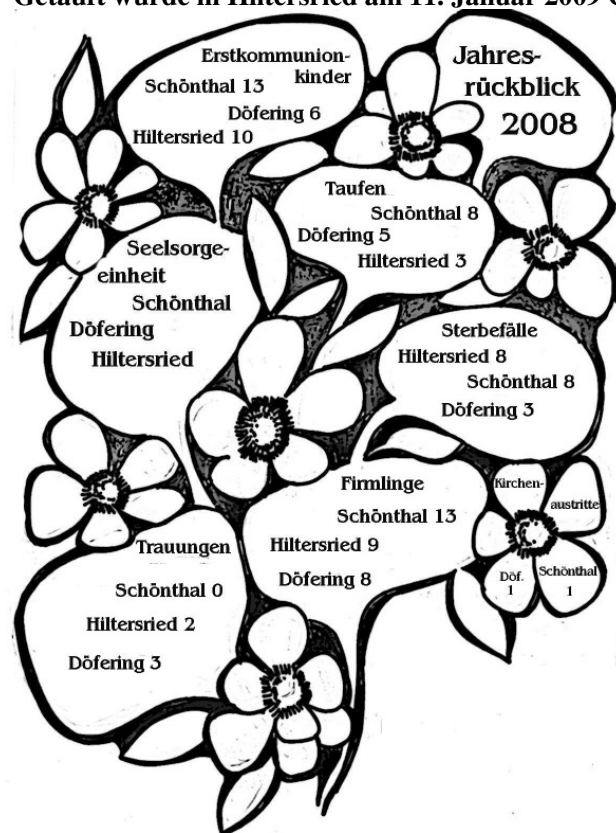 Getauft wurde in Hiltersried am 11. Januar 2009
Erstkommunion-
kinder
Schönthal 13
Döfering 6
Hiltersried 10
Jahres-
rückblick
2008
Taufen
Schönthal 8
Döfering 5
Hiltersried 3
Seelsorge-
einheit
Schönthal
Döfering
Hiltersried
Sterbefälle
Hiltersried 8
Schönthal 8
Döfering 3
Firmlinge
Schönthal 13
Hiltersried 9
Döfering 8
Kirchen-
austritte
Döf.
1
Schönthal
1
Trauungen
Schönthal 0
Hiltersried 2
Döfering 3